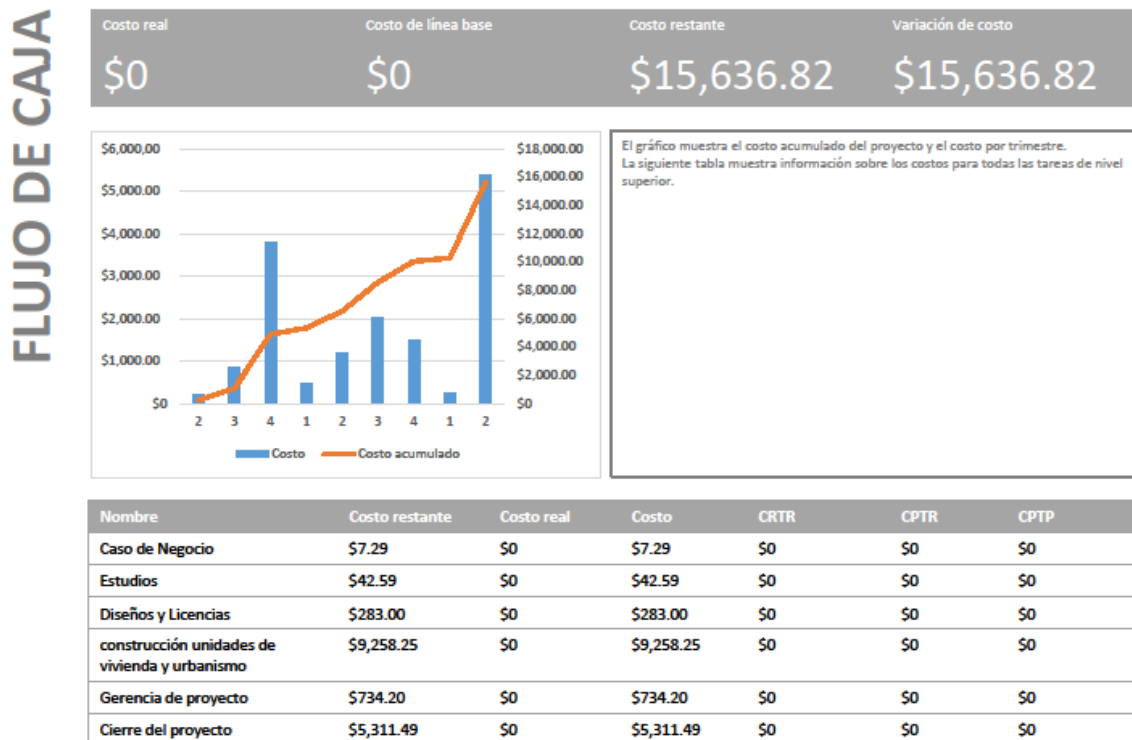 FLUJO DE CAJA
Costo real
Costo de línea base
Costo restante
Variación de costo
$0
$0
$15,636.82
$15,636.82
$6,000,00
$5,000.00
$4,000,00
$3,000.00
$2,000,00
$1,000.00
$0
$18,000.00
$16,000.00
$14,000.00
$12,000.00
$10,000.00
$8,000.00
$6,000.00
$4,000.00
$2,000.00
$0
2 3 4 1 2 3 4 1 2
Costo
Costo acumulado
El gráfico muestra el costo acumulado del proyecto y el costo por trimestre.
La siguiente tabla muestra información sobre los costos para todas las tareas de nivel
superior.
Nombre Costo restante Costo real Costo CRTR CPTR CPTP
Caso de Negocio $7.29 $0 $7.29 $0 $0 $0
Estudios $42.59 $0 $42.59 $0 $0 $0
Diseños y Licencias $283.00 $0 $283.00 $0 $0 $0
construcción unidades de $9,258.25 $0 $9,258.25 $0 $0 $0
vivienda y urbanismo
Gerencia de proyecto $734.20 $0 $734.20 $0 $0 $0
Cierre del proyecto $5,311.49 $0 $5,311.49 $0 $0 $0